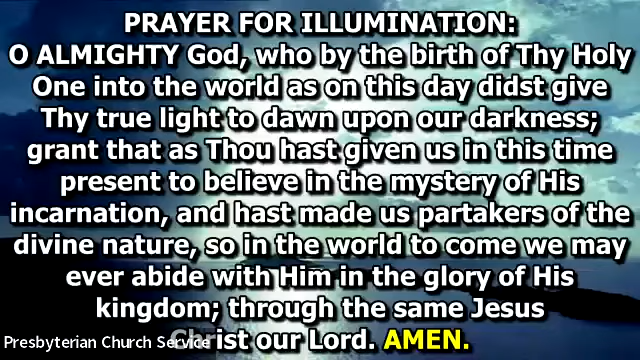 PRAYER FOR ILLUMINATION:
O ALMIGHTY God, who by the birth of Thy Holy
One into the world as on this day didst give
Thy true light to dawn upon our darkness;
grant that as Thou hast given us in this time
present to believe in the mystery of His
incarnation, and hast made us partakers of the
divine nature, so in the world to come we may
ever abide with Him in the glory of His
kingdom; through the same Jesus
Christ our Lord. AMEN.
Presbyterian Church Service